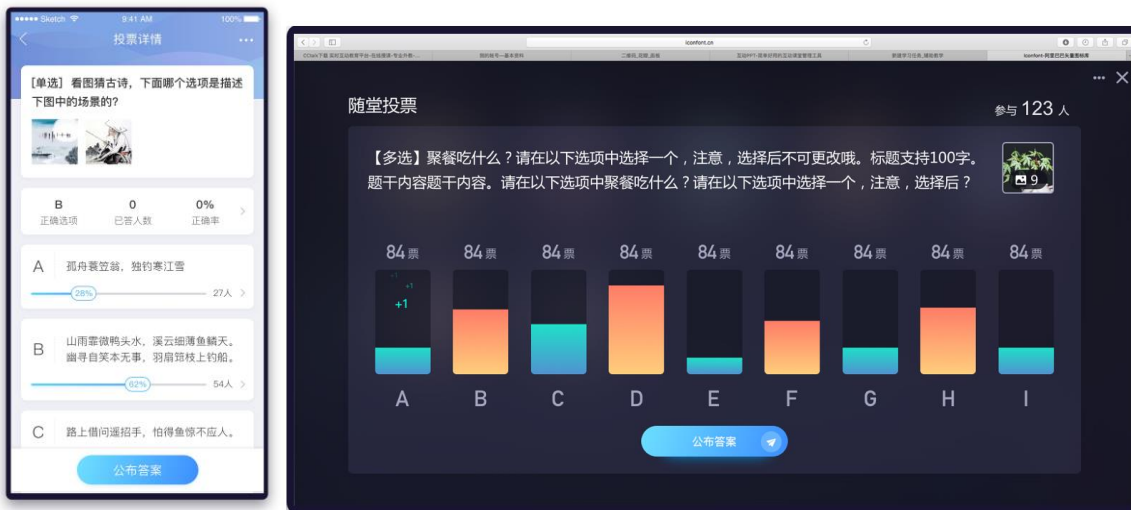 Sketch 9:41 AM 100%
投票详情
[单选] 看图猜古诗，下面哪个选项是描述
下图中的场景的?
B 0 0%
正确选项 已答人数 正确率
A 孤舟蓑笠翁，独钓寒江雪
28% 27人
B 山雨霏微鸭头水，溪云细薄鱼鳞天。
幽寻自笑本无事，羽扇筇枝上钓船。
62% 54人
C 路上借问遥招手，怕得鱼惊不应人。
公布答案
iconfont.cn
随堂投票
参与 123 人
【多选】聚餐吃什么？请在以下选项中选择一个，注意，选择后不可更改哦。标题支持100字。
题干内容题干内容。请在以下选项中聚餐吃什么？请在以下选项中选择一个，注意，选择后？
9
84票 84票 84票 84票 84票 84票 84票 84票 84票
+1
+1
+1
A B C D E F G H I
公布答案